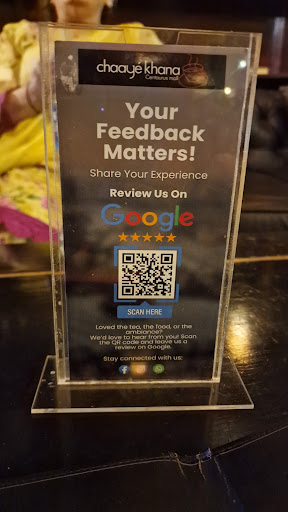 chaayé khana
Centaurus mall
Your
Feedback
Matters!
Share Your Experience
Review Us On
Google
SCAN HERE
Loved the tea, the food, or the
ambiance?
We'd love to hear from you! Scan
the QR code and leave us a
review on Google.
Stay connected with us: